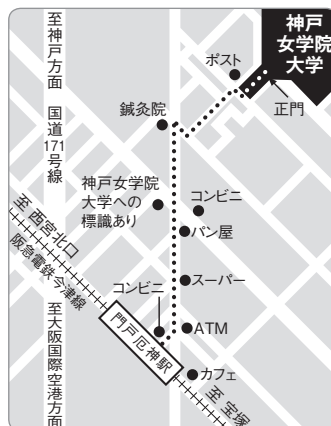 神戸
女学院
大学
ポスト
正門
鍼灸院
至神戸方面
国道171号線
神戸女学院
大学への
標識あり
コンビニ
パン屋
至 西宮北口
阪急電鉄今津線
コンビニ
スーパー
門戸厄神駅
ATM
カフェ
至大阪国際空港方面
至 宝塚